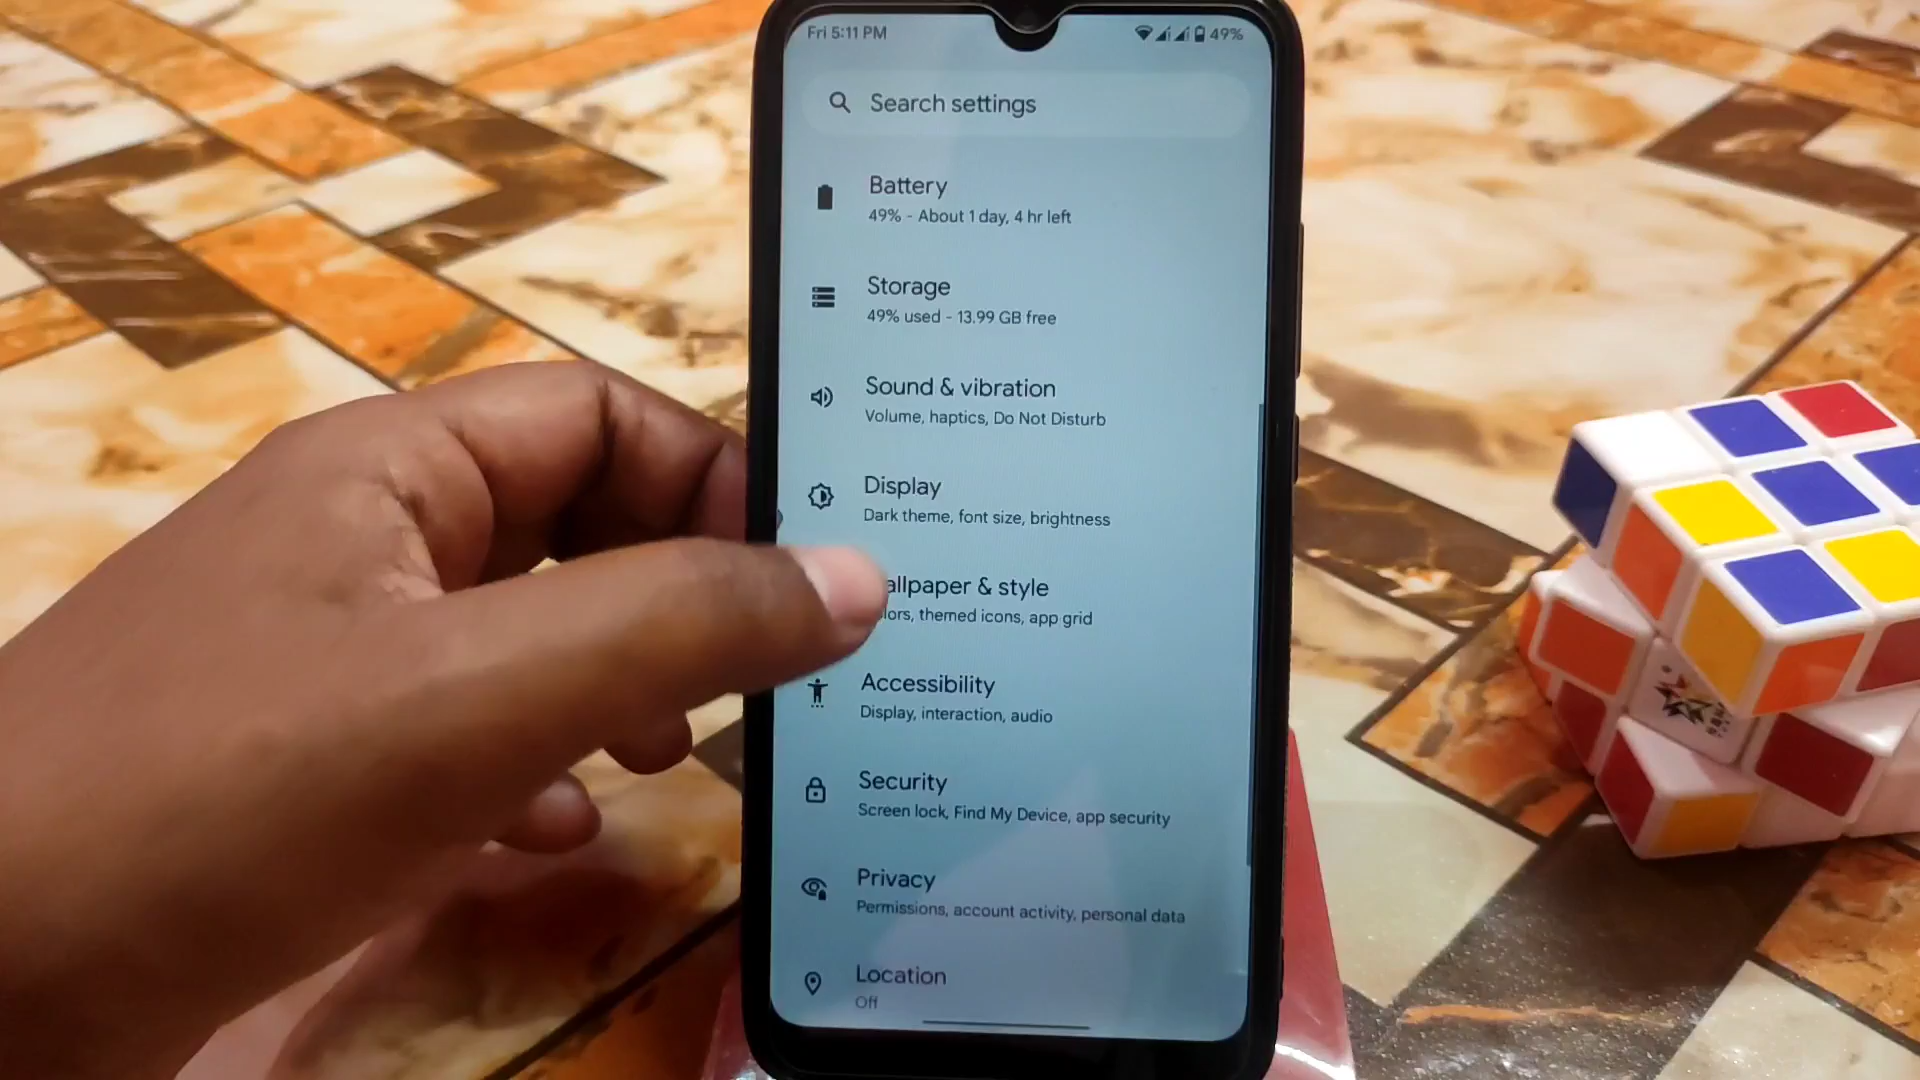 Fri 5:11 PM
49%
Search settings
Battery
49% - About 1 day, 4 hr left
Storage
49% used - 13.99 GB free
Sound & vibration
Volume, haptics, Do Not Disturb
Display
Dark theme, font size, brightness
allpaper & style
lors, themed icons, app grid
Accessibility
Display, interaction, audio
Security
Screen lock, Find My Device, app security
Privacy
Permissions, account activity, personal data
Location
Off